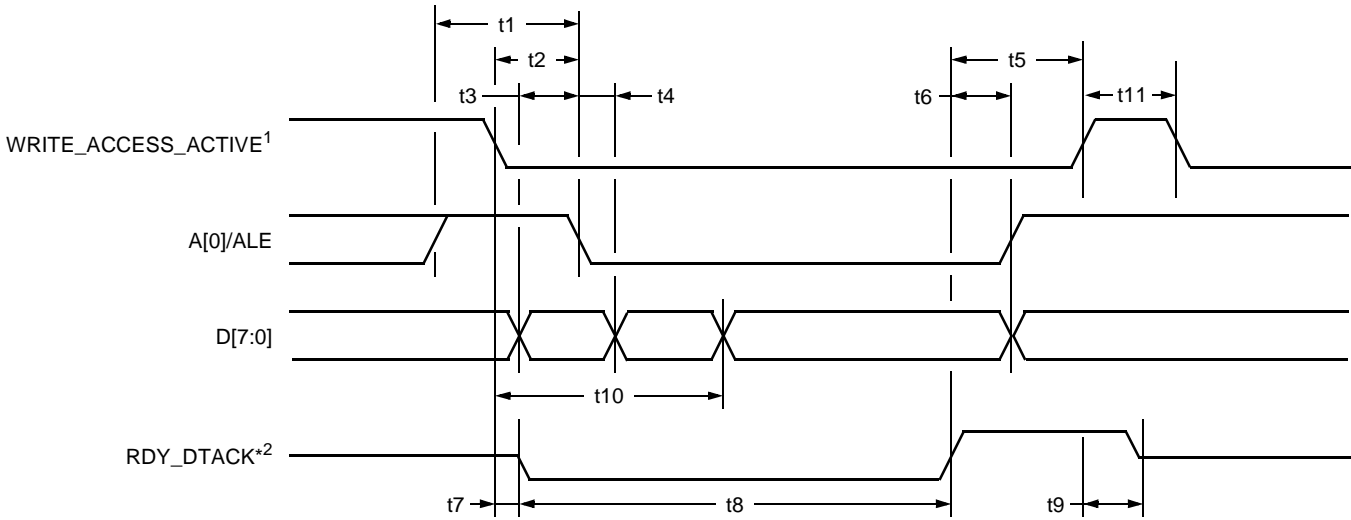 t1
t2
t5
t3
t4
t6
t11
WRITE_ACCESS_ACTIVE1
A[0]/ALE
D[7:0]
t10
RDY_DTACK*2
t7
t8
t9